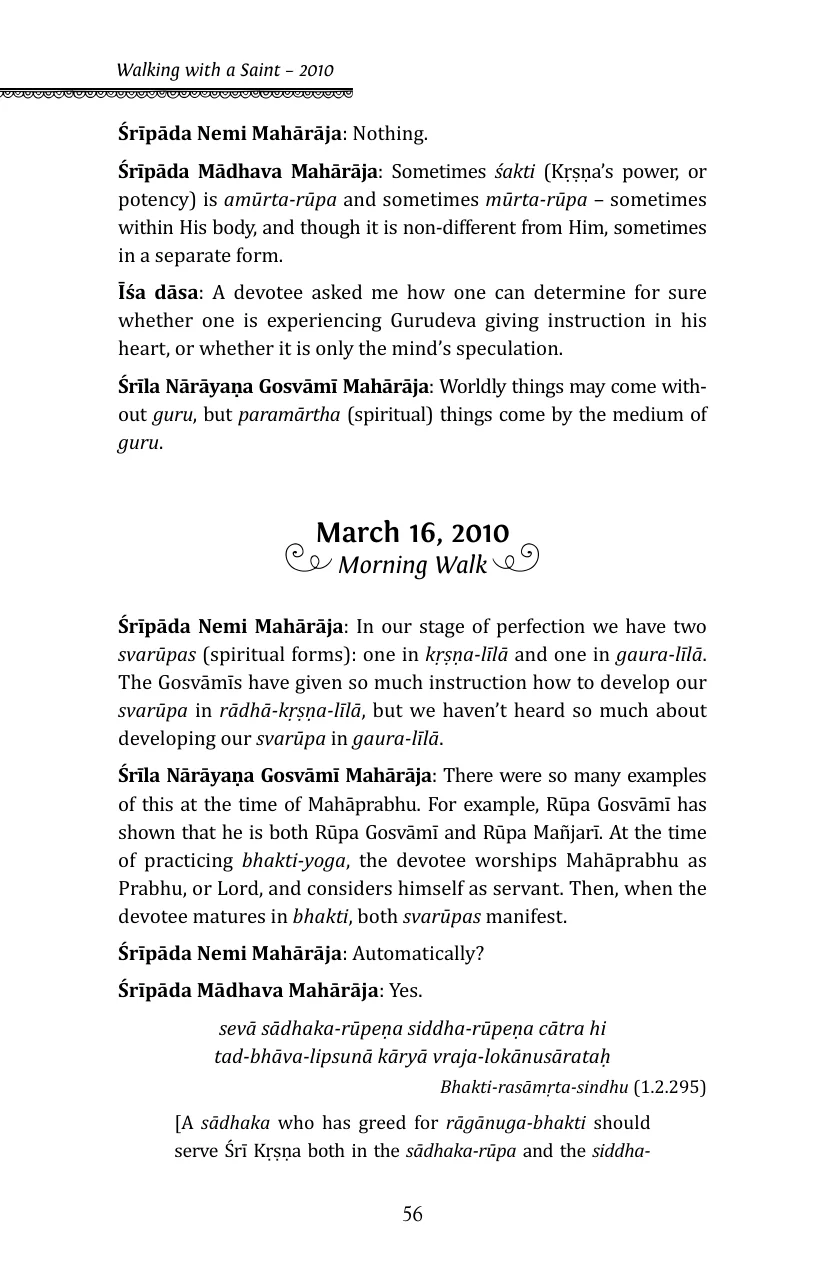 Walking with a Saint – 2010
Śrīpāda Nemi Mahārāja: Nothing.
Śrīpāda Mādhava Mahārāja: Sometimes śakti (Kṛṣṇa’s power, or
potency) is amūrta-rūpa and sometimes mūrta-rūpa – sometimes
within His body, and though it is non-different from Him, sometimes
in a separate form.
Īśa dāsa: A devotee asked me how one can determine for sure
whether one is experiencing Gurudeva giving instruction in his
heart, or whether it is only the mind’s speculation.
Śrīla Nārāyaṇa Gosvāmī Mahārāja: Worldly things may come with-
out guru, but paramārtha (spiritual) things come by the medium of
guru.
March 16, 2010
Morning Walk
Śrīpāda Nemi Mahārāja: In our stage of perfection we have two
svarūpas (spiritual forms): one in kṛṣṇa-līlā and one in gaura-līlā.
The Gosvāmīs have given so much instruction how to develop our
svarūpa in rādhā-kṛṣṇa-līlā, but we haven’t heard so much about
developing our svarūpa in gaura-līlā.
Śrīla Nārāyaṇa Gosvāmī Mahārāja: There were so many examples
of this at the time of Mahāprabhu. For example, Rūpa Gosvāmī has
shown that he is both Rūpa Gosvāmī and Rūpa Mañjarī. At the time
of practicing bhakti-yoga, the devotee worships Mahāprabhu as
Prabhu, or Lord, and considers himself as servant. Then, when the
devotee matures in bhakti, both svarūpas manifest.
Śrīpāda Nemi Mahārāja: Automatically?
Śrīpāda Mādhava Mahārāja: Yes.
sevā sādhaka-rūpeṇa siddha-rūpeṇa cātra hi
tad-bhāva-lipsunā kāryā vraja-lokānusārataḥ
Bhakti-rasāmṛta-sindhu (1.2.295)
[A sādhaka who has greed for rāgānuga-bhakti should
serve Śrī Kṛṣṇa both in the sādhaka-rūpa and the siddha-
56